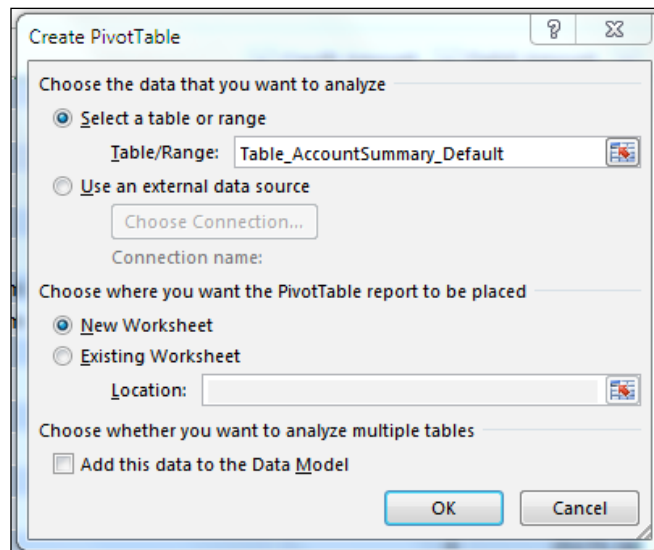 Create PivotTable
Choose the data that you want to analyze
Select a table or range
Table/Range: Table_AccountSummary_Default
Use an external data source
Choose Connection...
Connection name:
Choose where you want the PivotTable report to be placed
New Worksheet
Existing Worksheet
Location:
Choose whether you want to analyze multiple tables
Add this data to the Data Model
OK Cancel